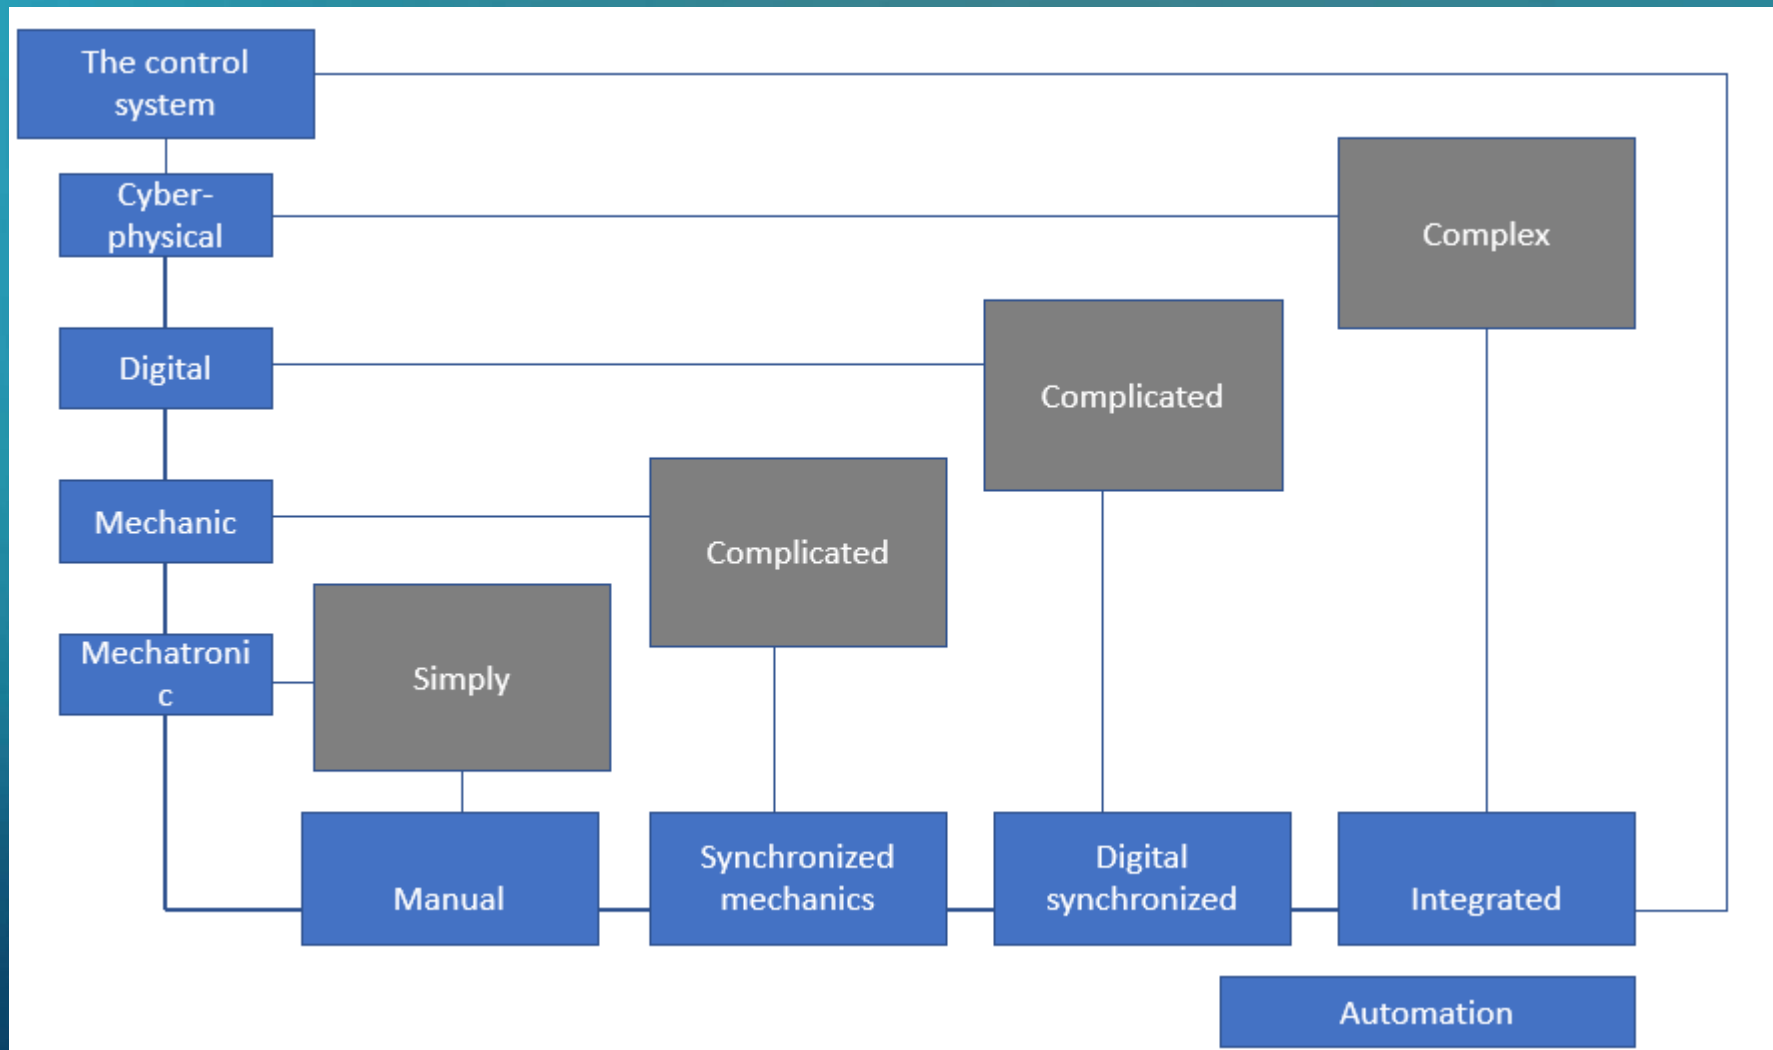 The control
system
Cyber-
physical
Complex
Digital
Complicated
Mechanic
Complicated
Mechatroni
c
Simply
Manual
Synchronized
mechanics
Digital
synchronized
Integrated
Automation